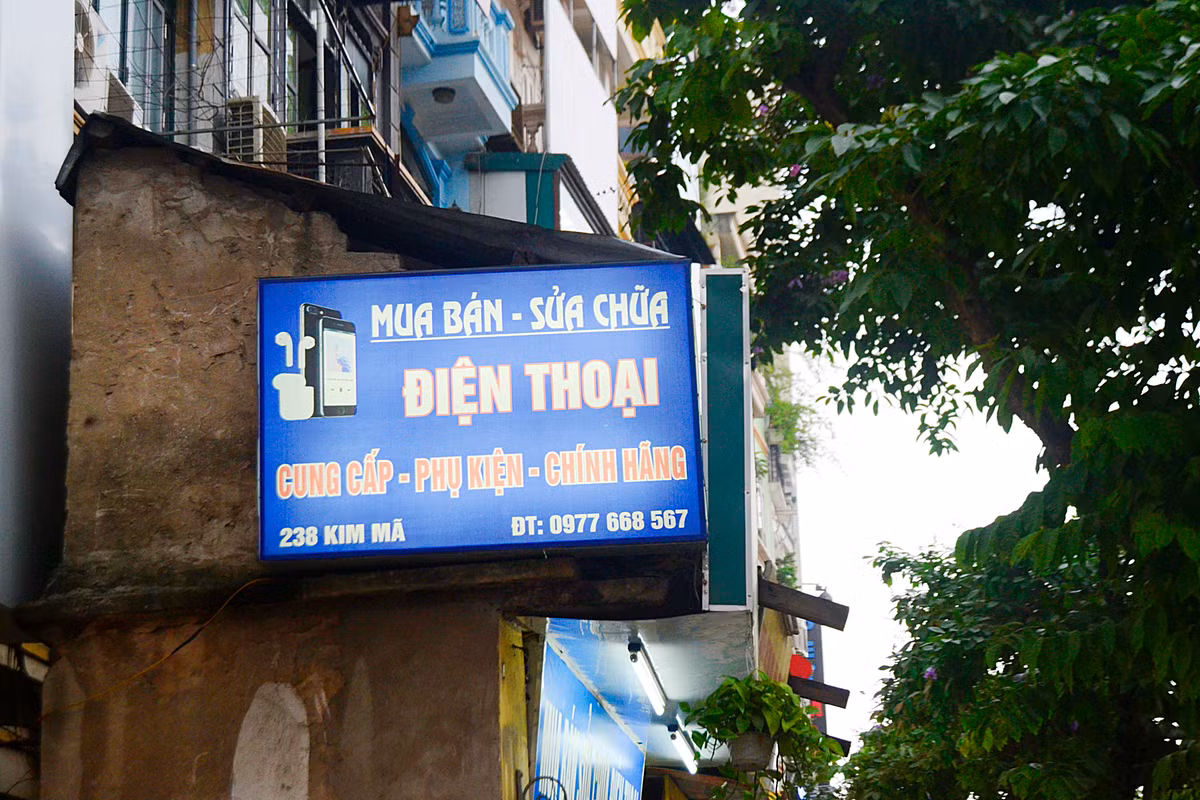 MUA BÁN - SỬA CHỮA
ĐIỆN THOẠI
CUNG CẤP - PHỤ KIỆN - CHÍNH HÃNG
238 KIM MÃ
ĐT: 0977 668 567